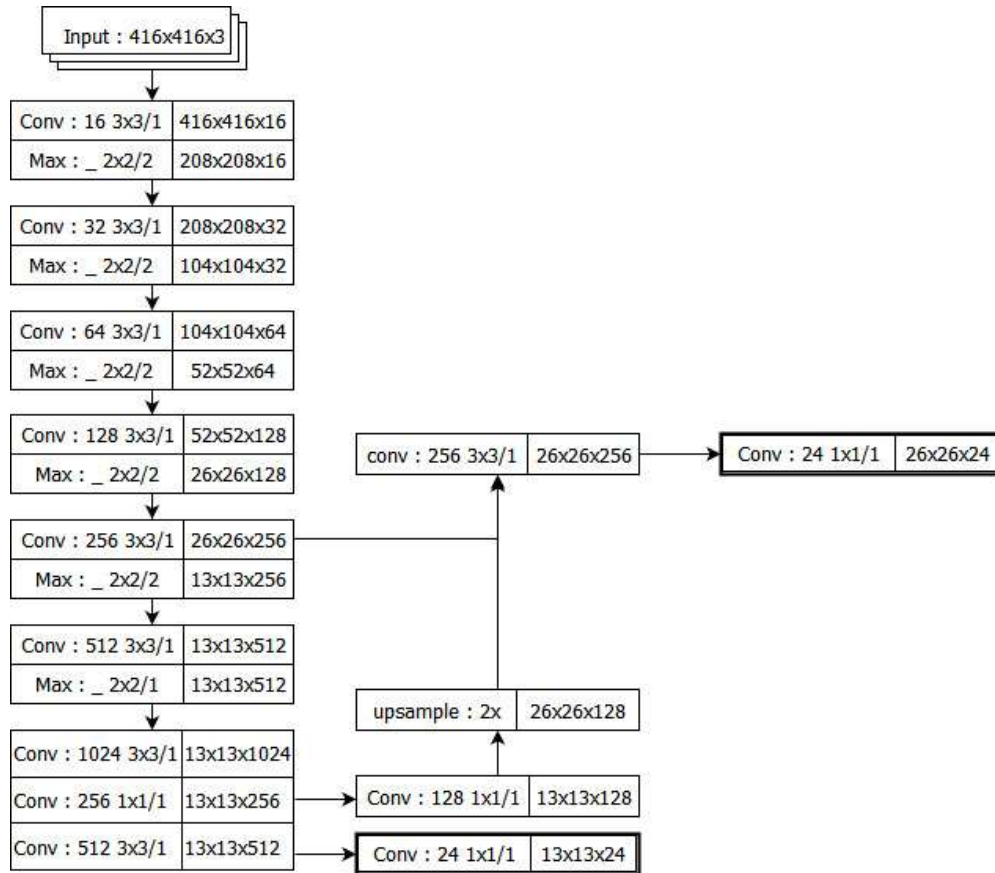 Input : 416x416x3
Conv : 16 3x3/1 416x416x16
Max : _ 2x2/2 208x208x16
Conv : 32 3x3/1 208x208x32
Max : _ 2x2/2 104x104x32
Conv : 64 3x3/1 104x104x64
Max : _ 2x2/2 52x52x64
Conv : 128 3x3/1 52x52x128
Max : _ 2x2/2 26x26x128
Conv : 256 3x3/1 26x26x256
Max : _ 2x2/2 13x13x256
Conv : 512 3x3/1 13x13x512
Max : _ 2x2/1 13x13x512
Conv : 1024 3x3/1 13x13x1024
Conv : 256 1x1/1 13x13x256
Conv : 512 3x3/1 13x13x512
conv : 256 3x3/1 26x26x256
upsample : 2x 26x26x128
Conv : 128 1x1/1 13x13x128
Conv : 24 1x1/1 13x13x24
Conv : 24 1x1/1 26x26x24